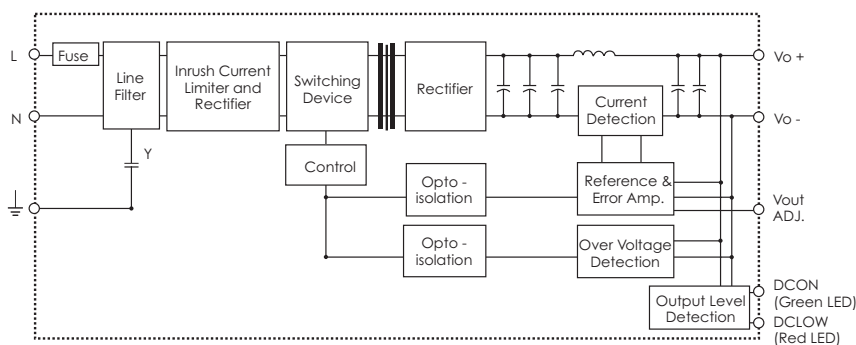 L
Fuse
Line
Filter
Inrush Current
Limiter and
Rectifier
Switching
Device
Rectifier
Vo +
Current
Detection
N
Vo -
Y
Control
Opto -
isolation
Reference &
Error Amp.
Vout
ADJ.
Opto -
isolation
Over Voltage
Detection
Output Level
Detection
DCON
(Green LED)
DCLOW
(Red LED)